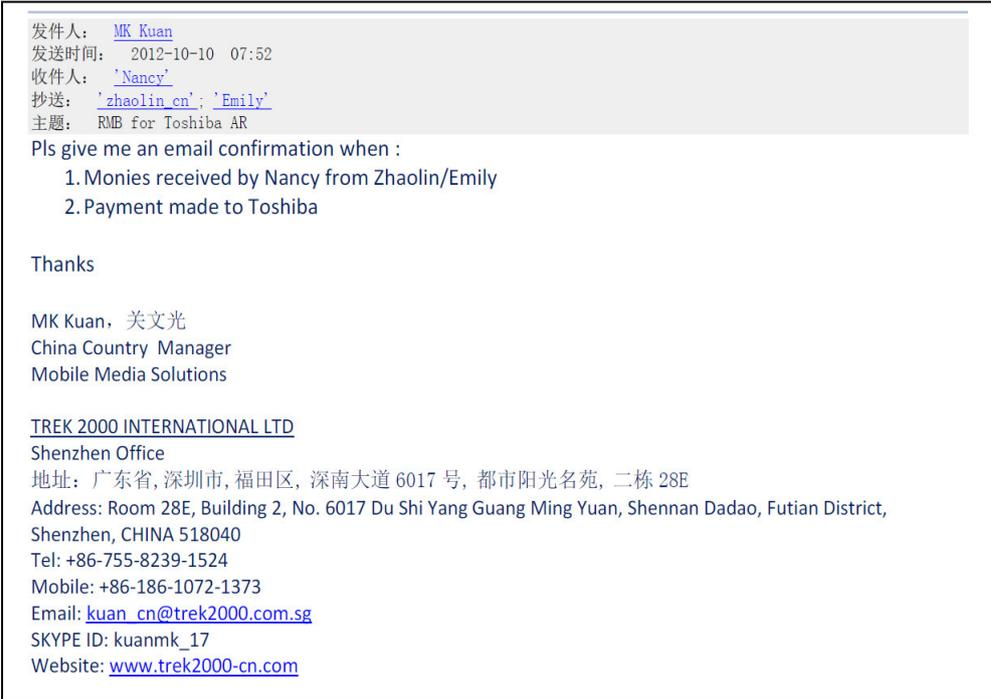 发件人： MK Kuan
发送时间： 2012-10-10 07:52
收件人： 'Nancy'
抄送： 'zhaolin_cn'; 'Emily'
主题： RMB for Toshiba AR
Pls give me an email confirmation when :
1. Monies received by Nancy from Zhaolin/Emily
2. Payment made to Toshiba
Thanks
MK Kuan，关文光
China Country Manager
Mobile Media Solutions
TREK 2000 INTERNATIONAL LTD
Shenzhen Office
地址：广东省,深圳市,福田区, 深南大道 6017 号, 都市阳光名苑, 二栋 28E
Address: Room 28E, Building 2, No. 6017 Du Shi Yang Guang Ming Yuan, Shennan Dadao, Futian District,
Shenzhen, CHINA 518040
Tel: +86-755-8239-1524
Mobile: +86-186-1072-1373
Email: kuan_cn@trek2000.com.sg
SKYPE ID: kuanmk_17
Website: www.trek2000-cn.com